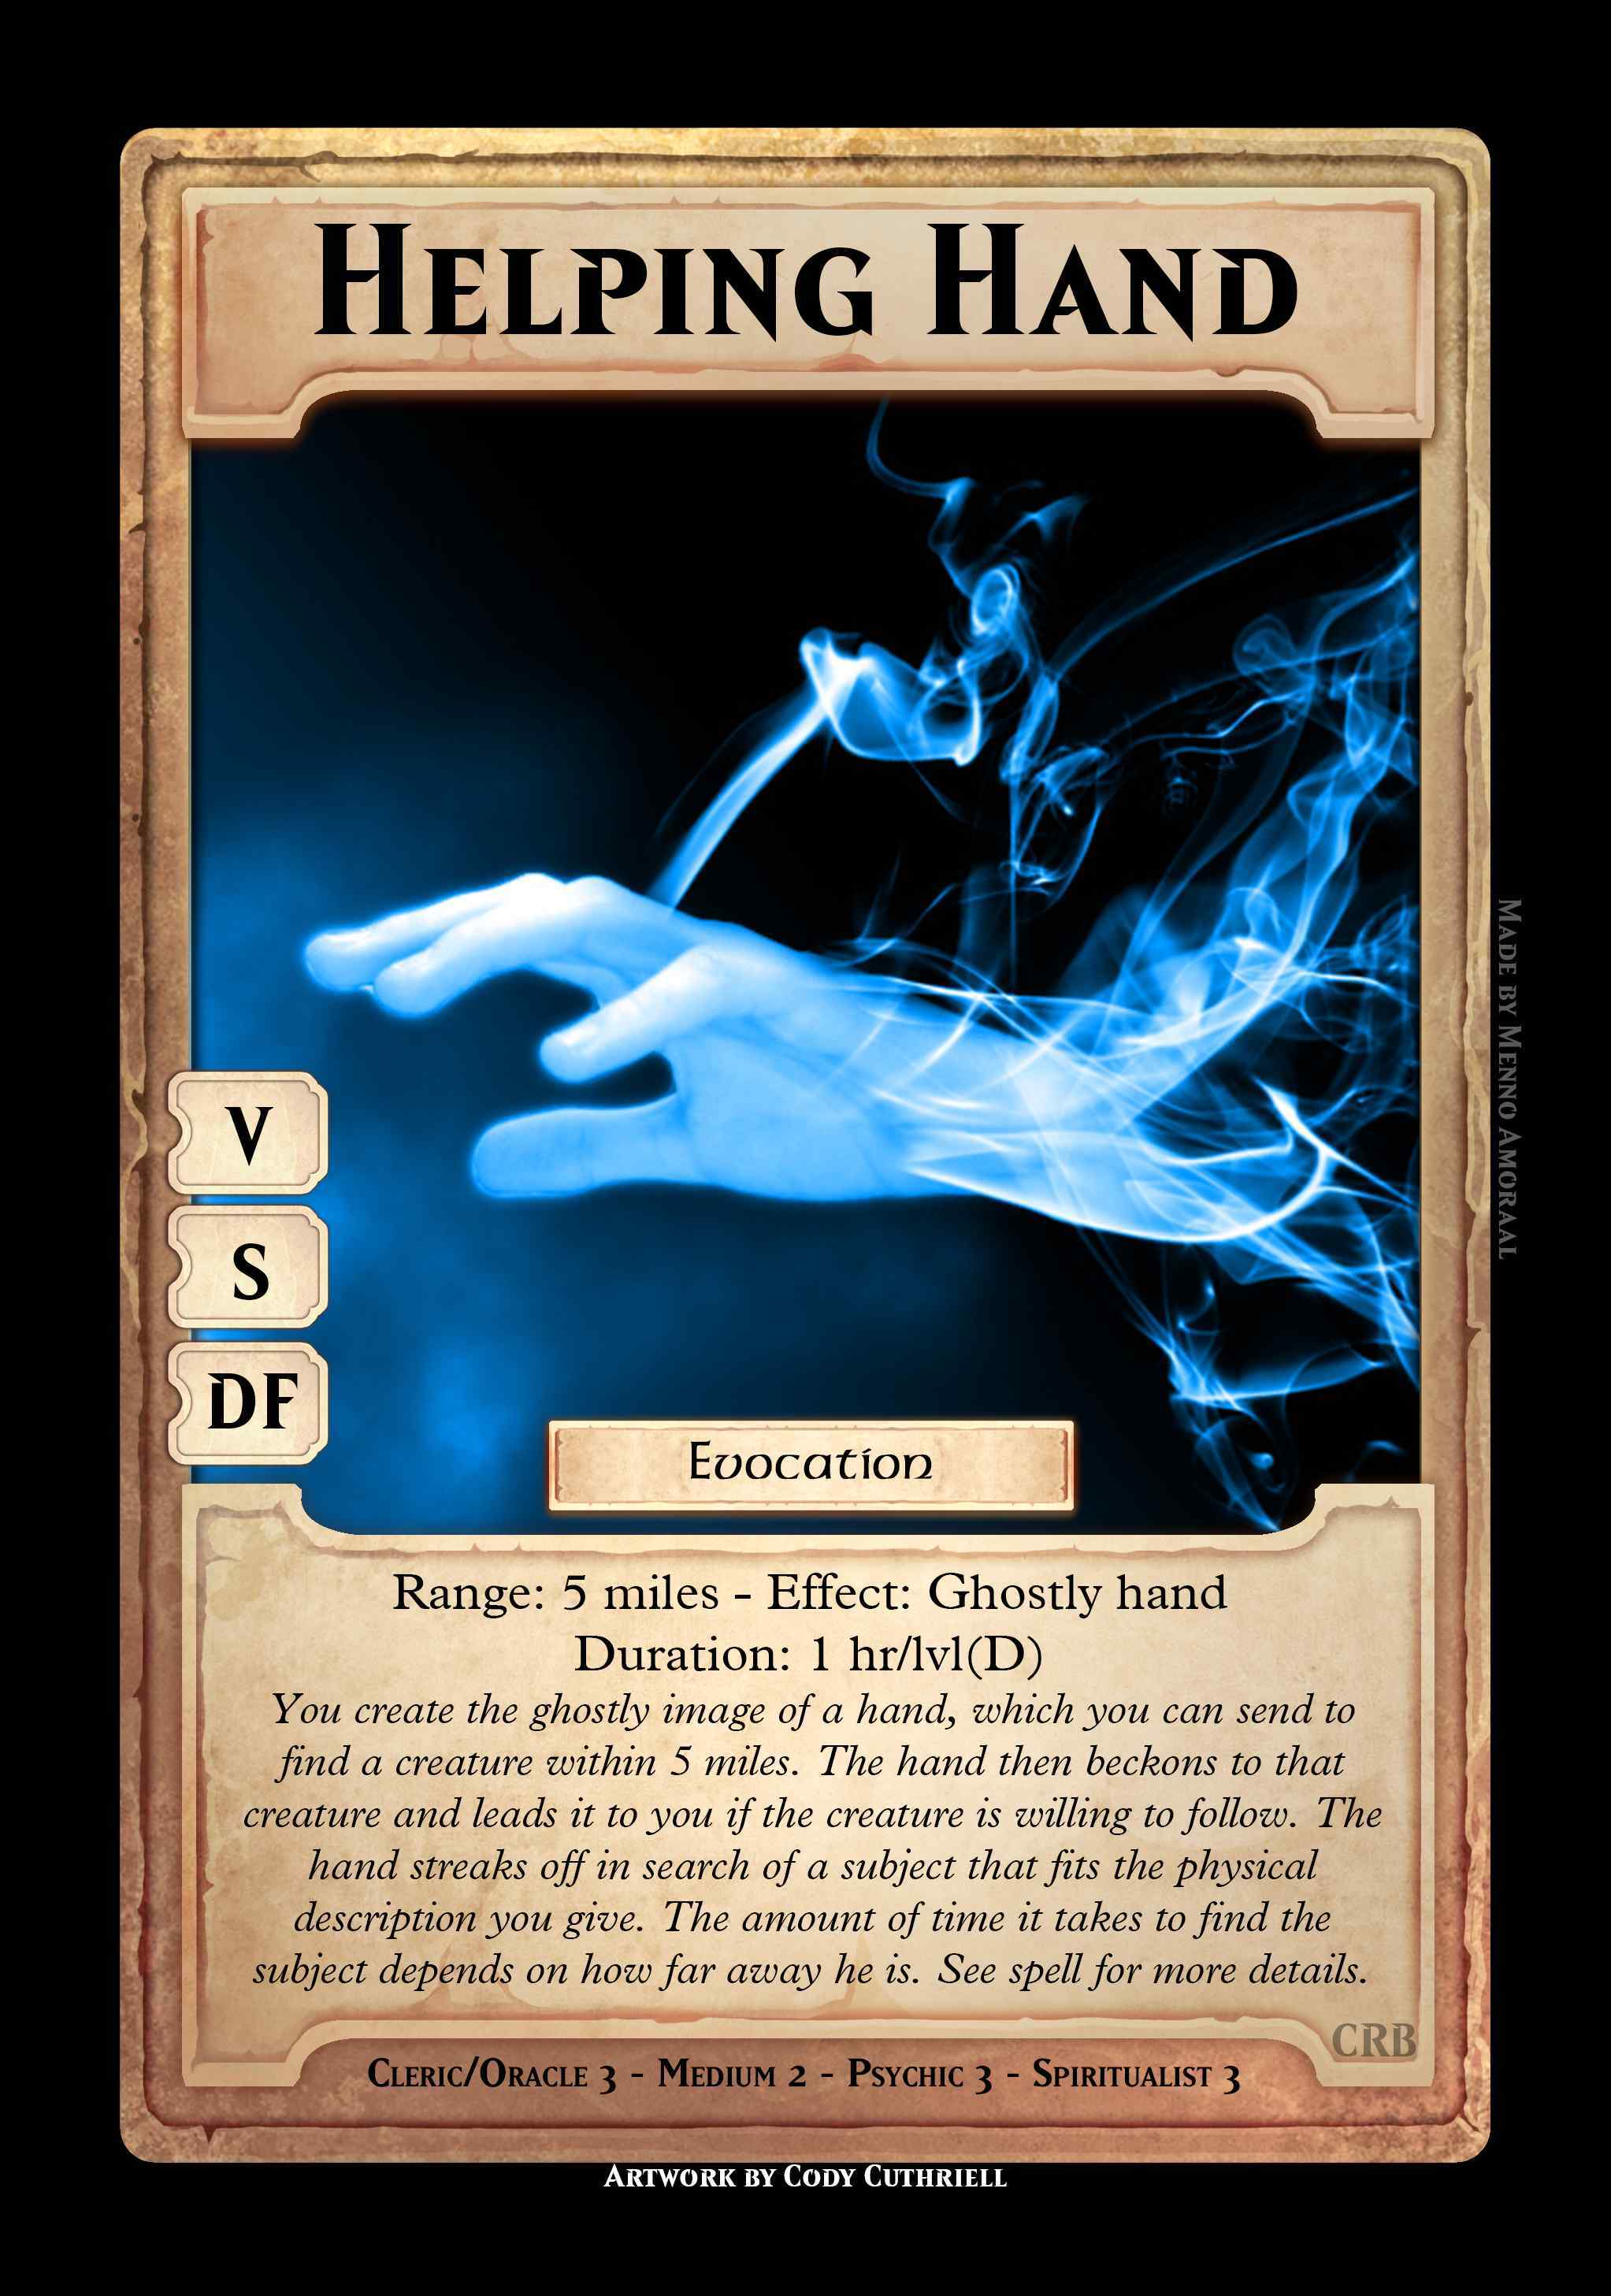 Helping Hand
V
S
DF
Evocation
Range: 5 miles - Effect: Ghostly hand
Duration: 1 hr/lvl(D)
You create the ghostly image of a hand, which you can send to
find a creature within 5 miles. The hand then beckons to that
creature and leads it to you if the creature is willing to follow. The
hand streaks off in search of a subject that fits the physical
description you give. The amount of time it takes to find the
subject depends on how far away he is. See spell for more details.
CRB
Cleric/Oracle 3 - Medium 2 - Psychic 3 - Spiritualist 3
Artwork by Cody Cuthriell
Made by Menno Amoraal